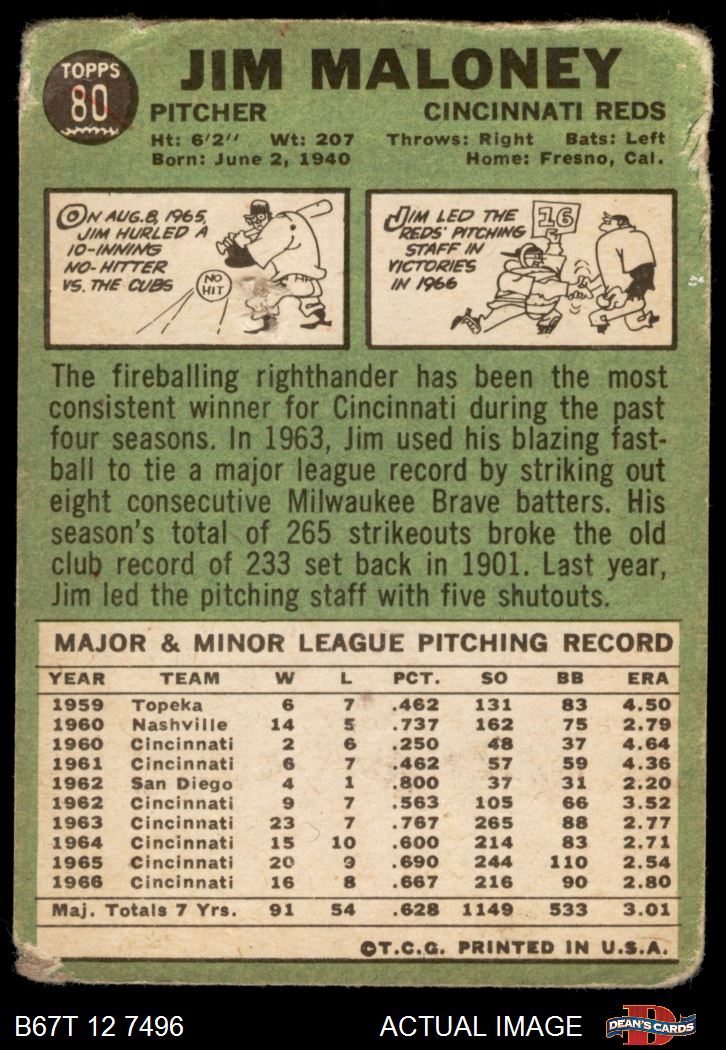 TOPPS
80
JIM MALONEY
PITCHER CINCINNATI REDS
Ht: 6'2" Wt: 207 Throws: Right Bats: Left
Born: June 2, 1940 Home: Fresno, Cal.
ON AUG. 8, 1965,
JIM HURLED A
10-INNING
NO-HITTER
VS. THE CUBS
NO
HIT
JIM LED THE
REDS' PITCHING
STAFF IN
VICTORIES
IN 1966
16
The fireballing righthander has been the most
consistent winner for Cincinnati during the past
four seasons. In 1963, Jim used his blazing fast-
ball to tie a major league record by striking out
eight consecutive Milwaukee Brave batters. His
season's total of 265 strikeouts broke the old
club record of 233 set back in 1901. Last year,
Jim led the pitching staff with five shutouts.
MAJOR & MINOR LEAGUE PITCHING RECORD
YEAR TEAM W L PCT. SO BB ERA
1959 Topeka 6 7 .462 131 83 4.50
1960 Nashville 14 5 .737 162 75 2.79
1960 Cincinnati 2 6 .250 48 37 4.64
1961 Cincinnati 6 7 .462 57 59 4.36
1962 San Diego 4 1 .800 37 31 2.20
1962 Cincinnati 9 7 .563 105 66 3.52
1963 Cincinnati 23 7 .767 265 88 2.77
1964 Cincinnati 15 10 .600 214 83 2.71
1965 Cincinnati 20 9 .690 244 110 2.54
1966 Cincinnati 16 8 .667 216 90 2.80
Maj. Totals 7 Yrs. 91 54 .628 1149 533 3.01
©T.C.G. PRINTED IN U.S.A.
B67T 12 7496 ACTUAL IMAGE
D
DEAN'S CARDS